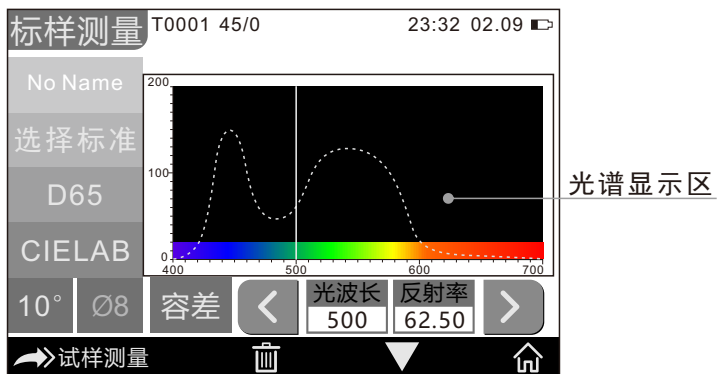 标样测量 T0001 45/0 23:32 02.09
No Name
选择标准
D65
CIELAB
10° Ø8 容差
200
100
0
400 500 600 700
光谱显示区
光波长 反射率
500 62.50
试样测量